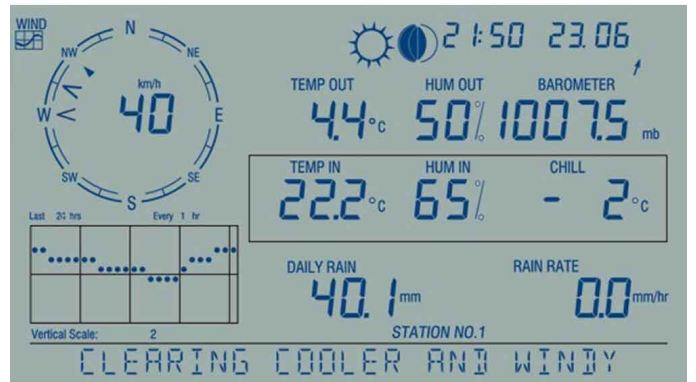 WIND
N
21:50 23.06
NW NE
km/h
TEMP OUT HUM OUT BAROMETER
W 40 E
4.4°C 50% 1007.5 mb
TEMP IN HUM IN CHILL
SW SE
22.2°C 65% - 2°C
S
Last 24 hrs Every 1 hr
DAILY RAIN RAIN RATE
40.1 mm 0.0 mm/hr
Vertical Scale: 2 STATION NO.1
CLEARING COOLER AND WINDY